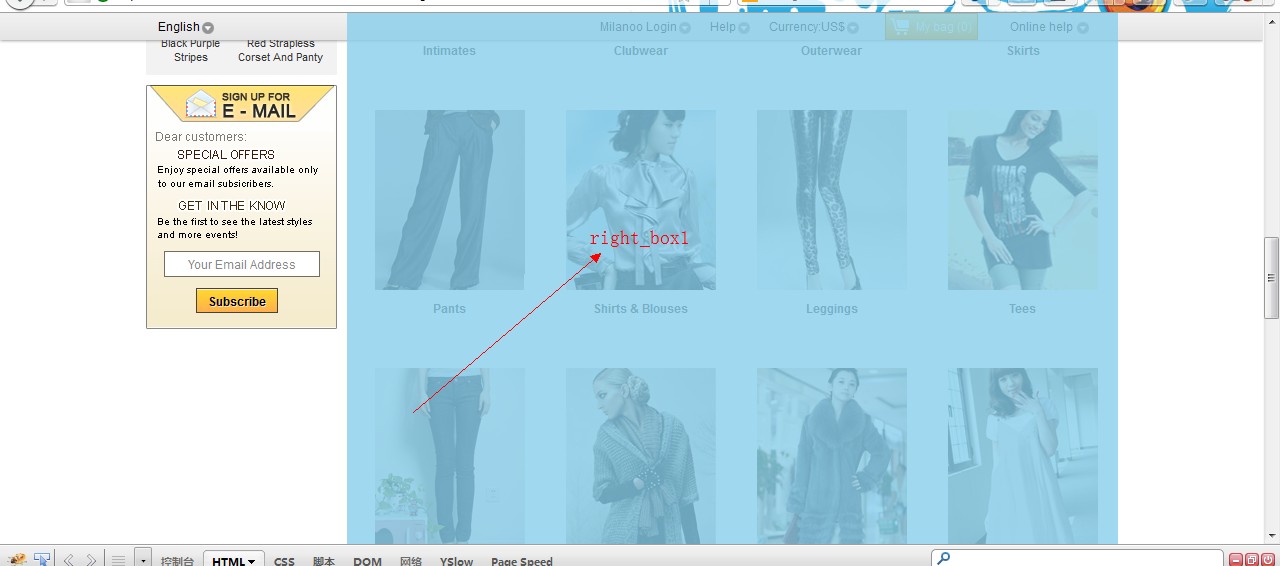 English
Milanoo Login
Help
Currency:US$
My bag (0)
Online help
Black Purple
Stripes
Red Strapless
Corset And Panty
Intimates
Clubwear
Outerwear
Skirts
SIGN UP FOR
E - MAIL
Dear customers:
SPECIAL OFFERS
Enjoy special offers available only
to our email subsicribers.
GET IN THE KNOW
Be the first to see the latest styles
and more events!
Your Email Address
Subscribe
right_box1
Pants
Shirts & Blouses
Leggings
Tees
控制台
HTML
CSS
脚本
DOM
网络
YSlow
Page Speed